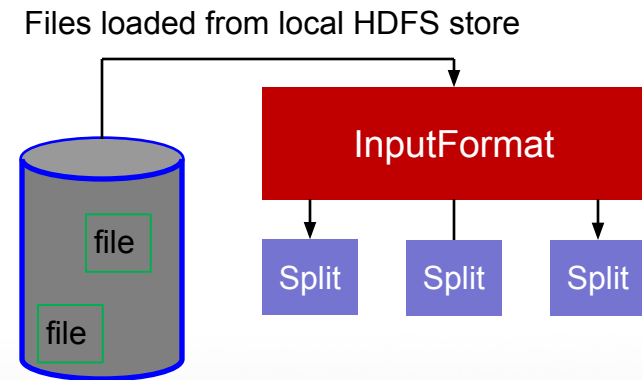 Files loaded from local HDFS store
InputFormat
file
Split Split Split
file